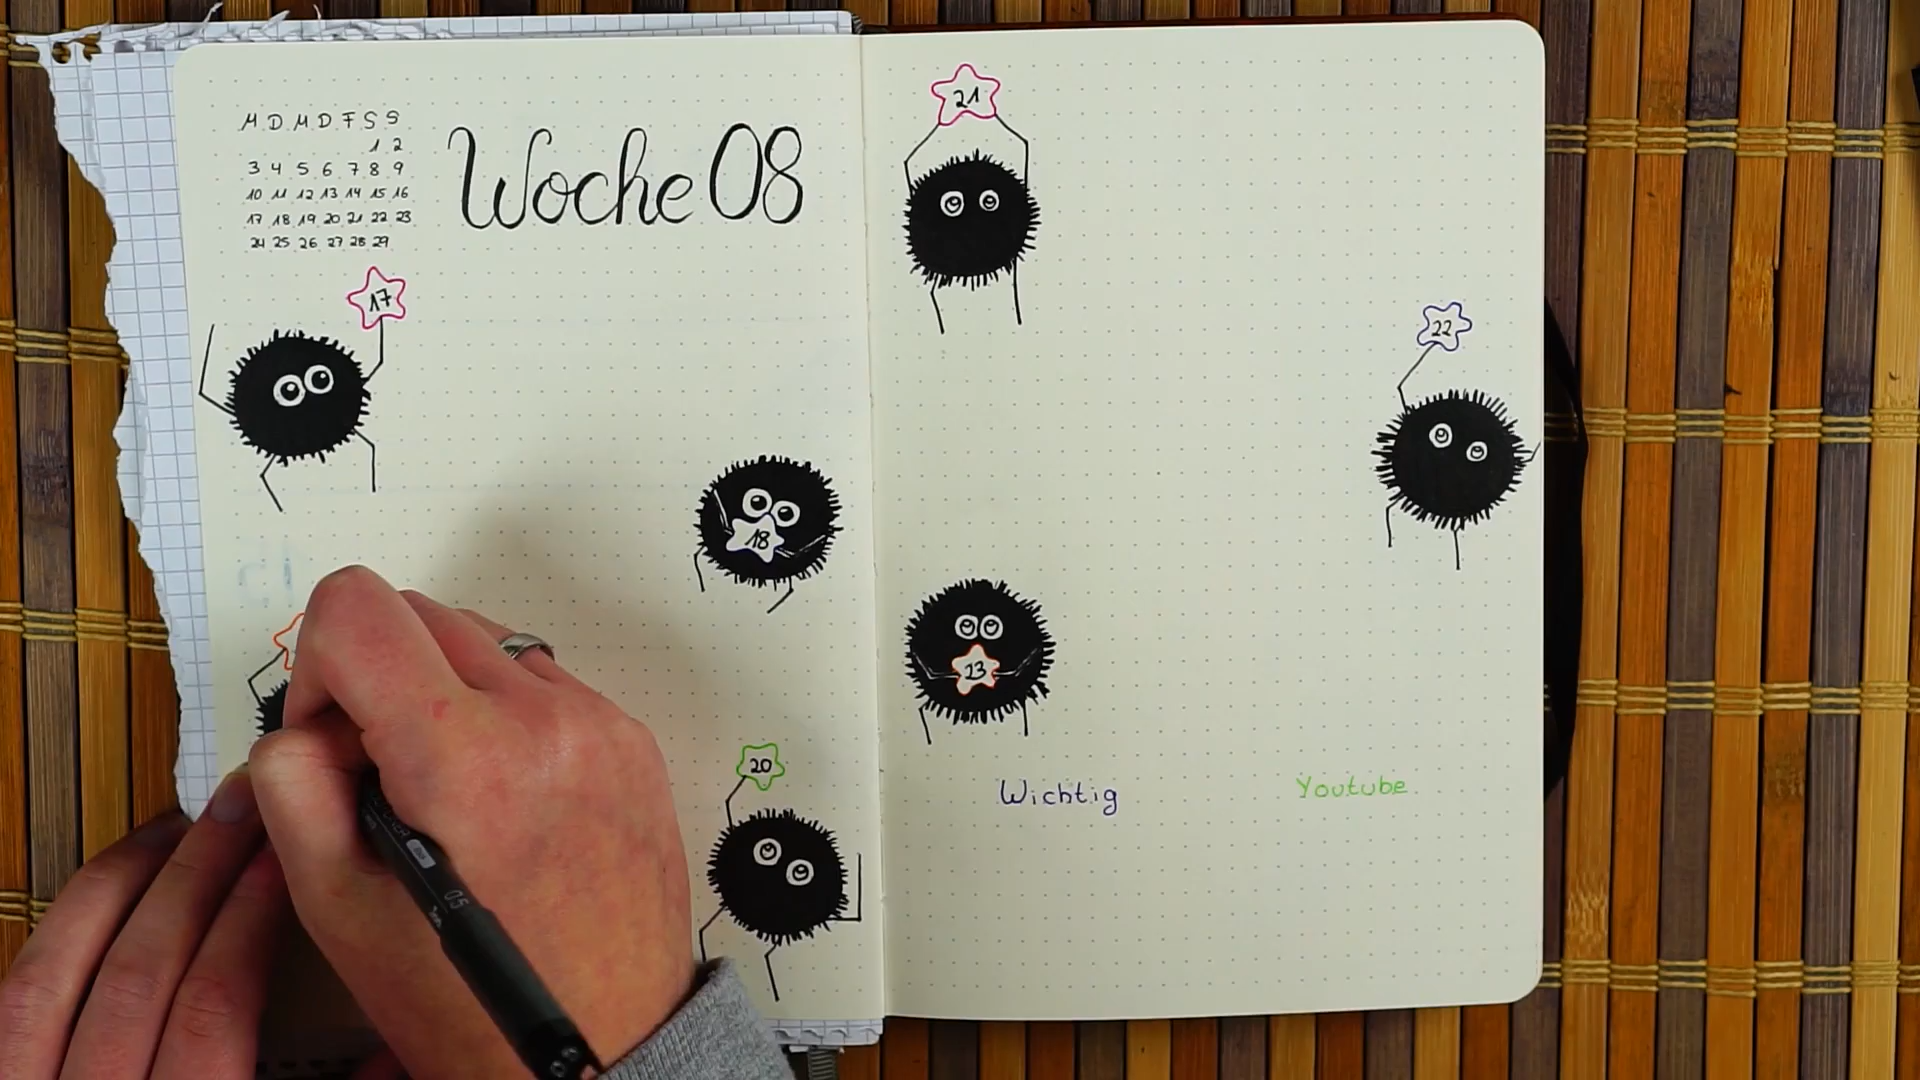 M D M D F S S
1 2
3 4 5 6 7 8 9
10 11 12 13 14 15 16
17 18 19 20 21 22 23
24 25 26 27 28 29
Woche 08
17
18
20
21
22
23
Wichtig
Youtube
05